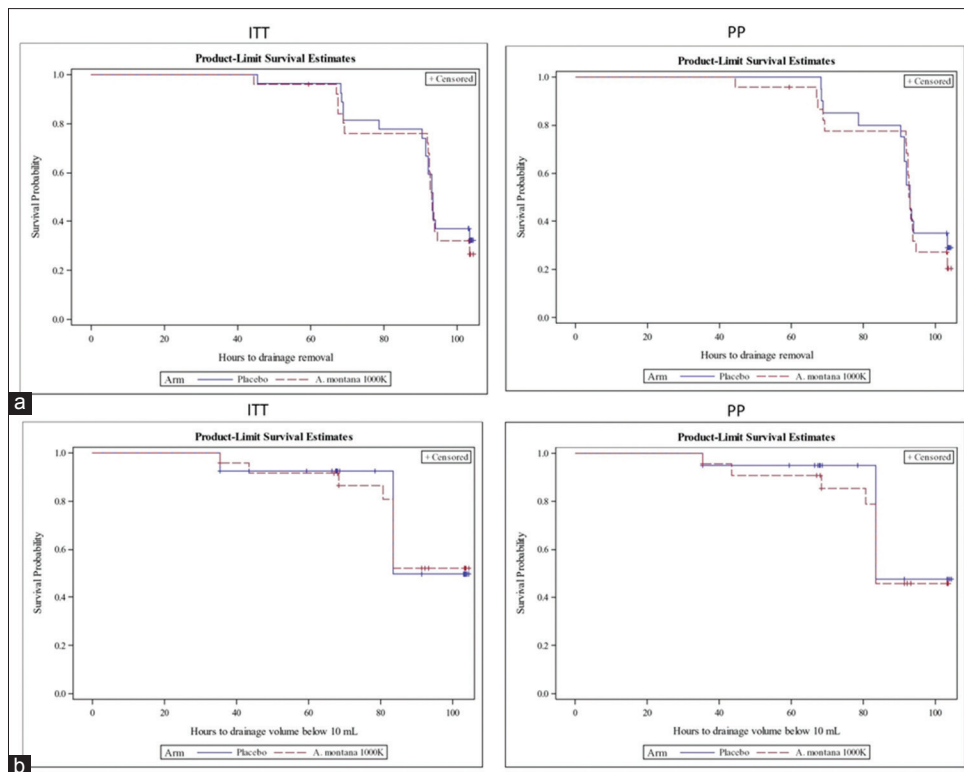 ITT
Product-Limit Survival Estimates
+ Censored
1.0
0.8
0.6
0.4
0.2
0.0
Survival Probability
0 20 40 60 80 100
Hours to drainage removal
Arm Placebo A. montana 1000K
PP
Product-Limit Survival Estimates
+ Censored
1.0
0.8
0.6
0.4
0.2
0.0
Survival Probability
0 20 40 60 80 100
Hours to drainage removal
Arm Placebo A. montana 1000K
a
ITT
Product-Limit Survival Estimates
+ Censored
1.0
0.8
0.6
0.4
0.2
0.0
Survival Probability
0 20 40 60 80 100
Hours to drainage volume below 10 mL
Arm Placebo A. montana 1000K
PP
Product-Limit Survival Estimates
+ Censored
1.0
0.8
0.6
0.4
0.2
0.0
Survival Probability
0 20 40 60 80 100
Hours to drainage volume below 10 mL
Arm Placebo A. montana 1000K
b